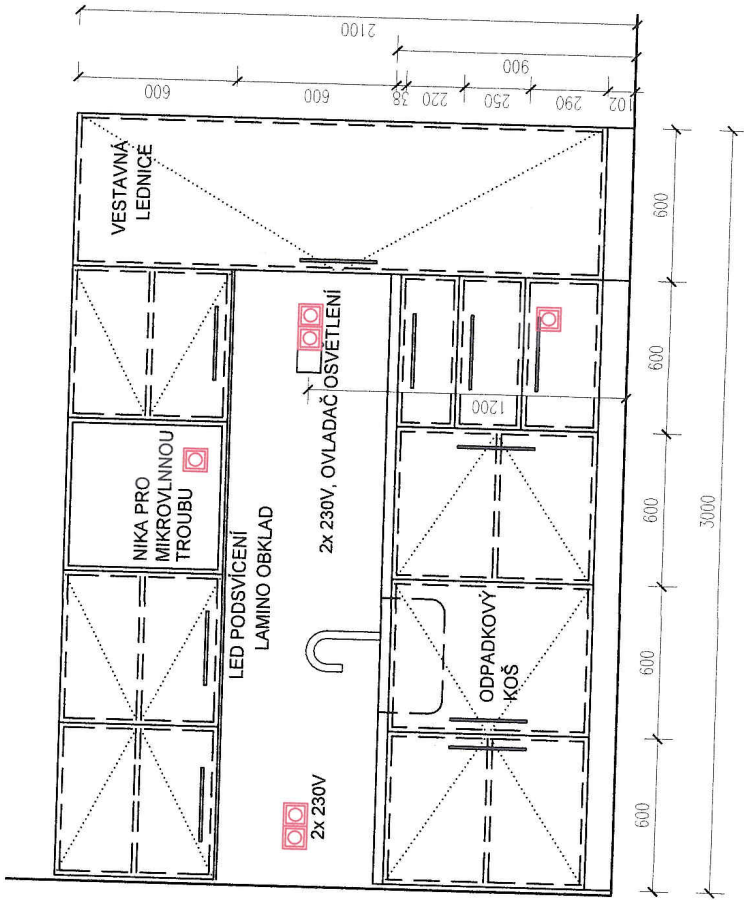 VESTAVNÁ
LEDNICE
NIKA PRO
MIKROVLNNOU
TROUBU
LED PODSVÍCENÍ
LAMINO OBKLAD
2x 230V, OVLADAČ OSVĚTLENÍ
2x 230V
ODPADKOVÝ
KOŠ
1200
600
600
38
220
250
290
102
900
2100
600
600
600
600
600
3000